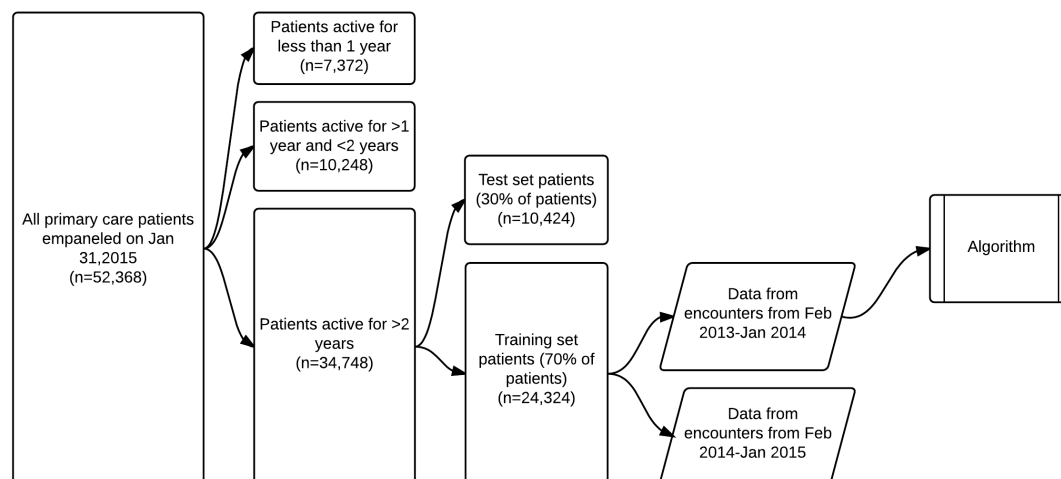 Patients active for
less than 1 year
(n=7,372)
Patients active for >1
year and <2 years
(n=10,248)
Test set patients
(30% of patients)
(n=10,424)
All primary care patients
empaneled on Jan
31,2015
(n=52,368)
Algorithm
Patients active for >2
years
(n=34,748)
Training set
patients (70% of
patients)
(n=24,324)
Data from
encounters from Feb
2013-Jan 2014
Data from
encounters from Feb
2014-Jan 2015